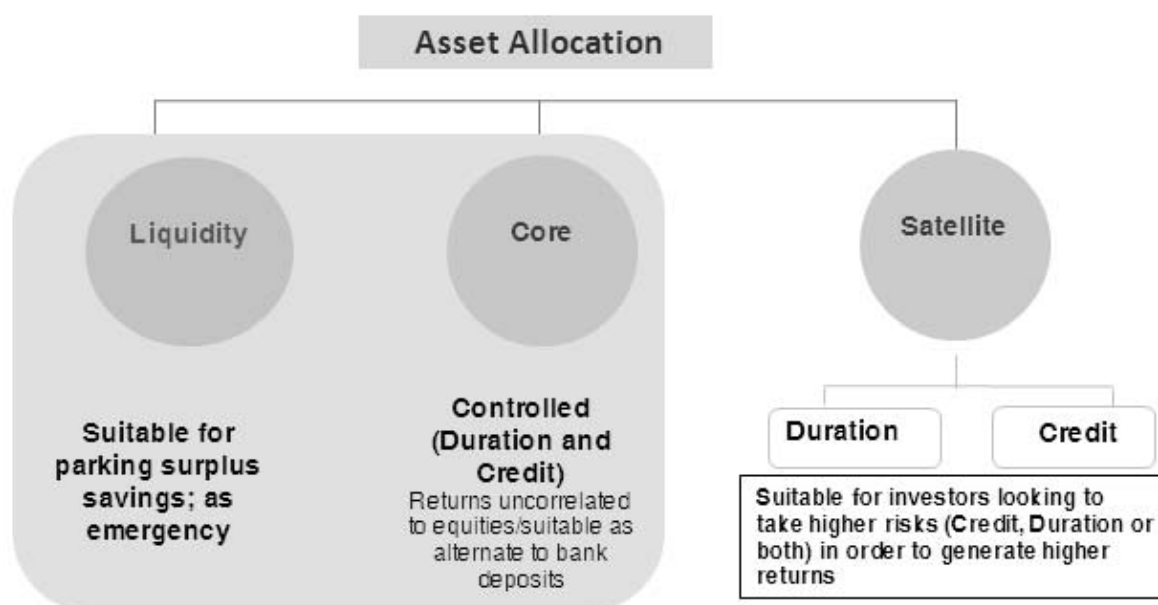 Asset Allocation
Liquidity
Core
Satellite
Suitable for
parking surplus
savings; as
emergency
Controlled
(Duration and
Credit)
Returns uncorrelated
to equities/suitable as
alternate to bank
deposits
Duration
Credit
Suitable for investors looking to
take higher risks (Credit, Duration or
both) in order to generate higher
returns